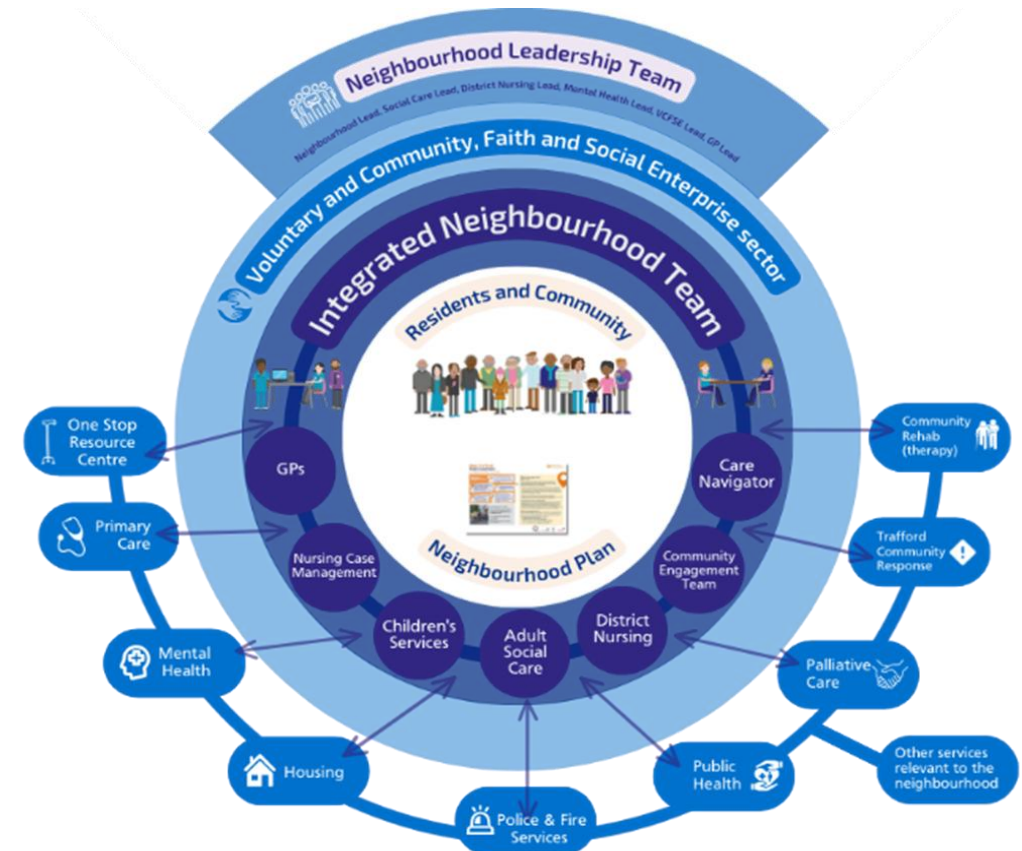 Neighbourhood Leadership Team
Neighbourhood Lead, Social Care Lead, District Nursing Lead, Mental Health Lead, VCFSE Lead, GP Lead
Voluntary and Community, Faith and Social Enterprise sector
Integrated Neighbourhood Team
Residents and Community
Neighbourhood Plan
GPs
Nursing Case
Management
Children's
Services
Adult
Social
Care
District
Nursing
Community
Engagement
Team
Care
Navigator
One Stop
Resource
Centre
Primary
Care
Mental
Health
Housing
Police & Fire
Services
Public
Health
Palliative
Care
Other services
relevant to the
neighbourhood
Trafford
Community
Response
Community
Rehab
(therapy)